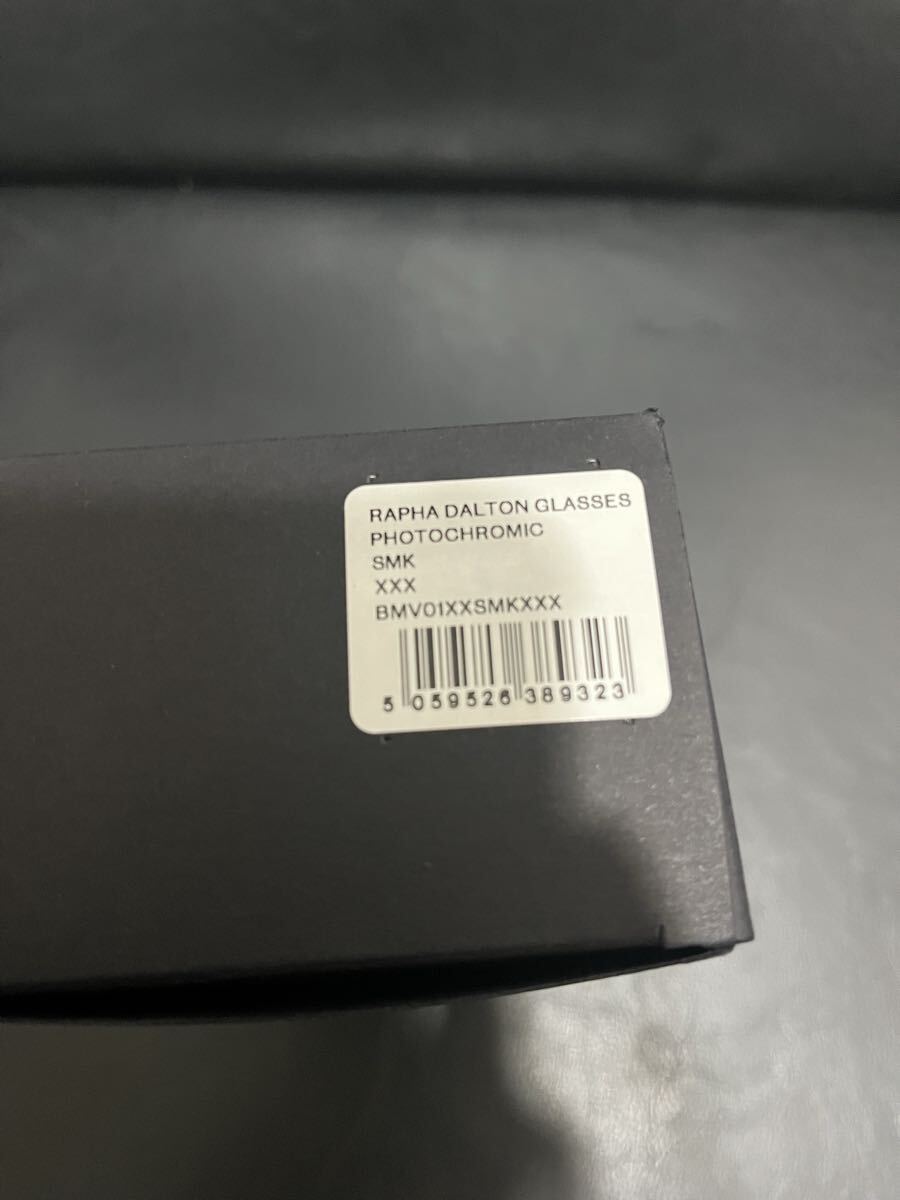 RAPHA DALTON GLASSES
PHOTOCHROMIC
SMK
XXX
BMV01XXSMKXXX
5 059526 389323